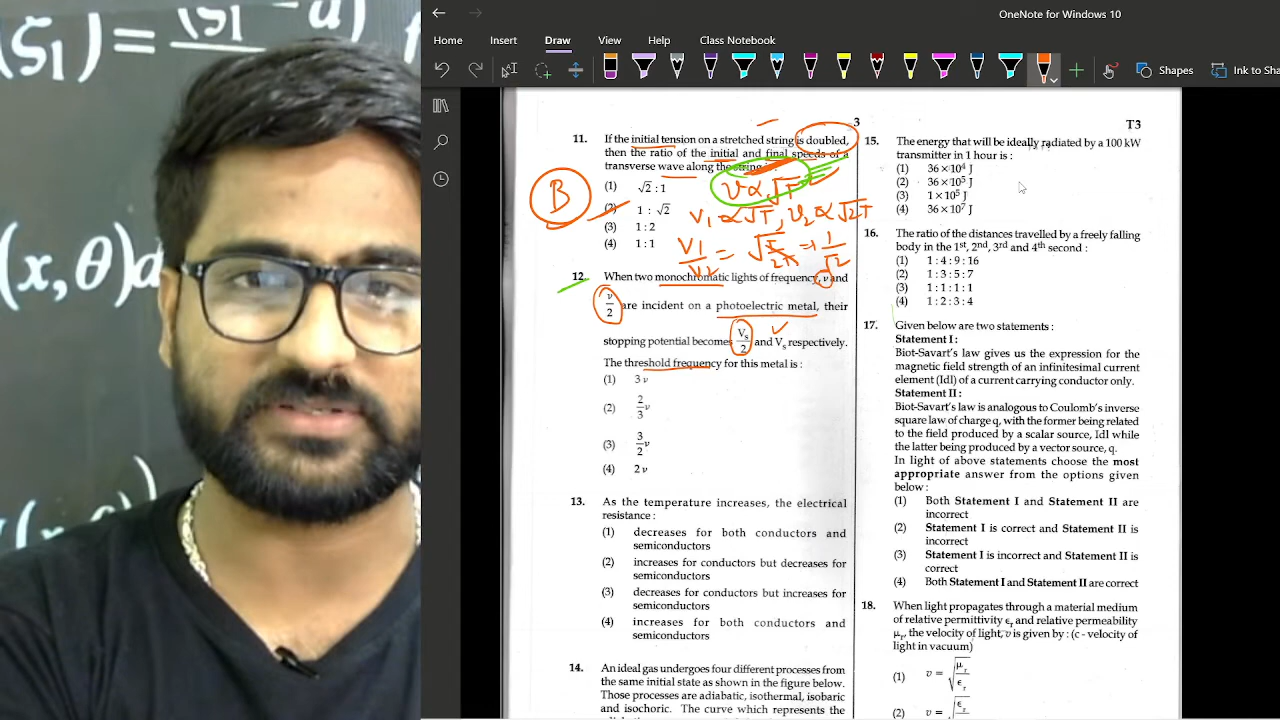 (ς₁) = (ς₁ - a)
(x, θ)d
OneNote for Windows 10
Home Insert Draw View Help Class Notebook
Shapes Ink to Sha
3
T3
11. If the initial tension on a stretched string is doubled,
then the ratio of the initial and final speeds of a
transverse wave along the string is :
(1) √2 : 1
(2) 1 : √2
(3) 1 : 2
(4) 1 : 1
B
v ∝ √T
V₁ ∝ √T, V₂ ∝ √2T
V1/V2 = √T/2T ⇒ 1/√2
12. When two monochromatic lights of frequency, ν and
ν/2 are incident on a photoelectric metal, their
stopping potential becomes Vs/2 and Vs respectively.
The threshold frequency for this metal is :
(1) 3 ν
(2) 2/3 ν
(3) 3/2 ν
(4) 2 ν
13. As the temperature increases, the electrical
resistance :
(1) decreases for both conductors and
semiconductors
(2) increases for conductors but decreases for
semiconductors
(3) decreases for conductors but increases for
semiconductors
(4) increases for both conductors and
semiconductors
14. An ideal gas undergoes four different processes from
the same initial state as shown in the figure below.
Those processes are adiabatic, isothermal, isobaric
and isochoric. The curve which represents the
15. The energy that will be ideally radiated by a 100 kW
transmitter in 1 hour is :
(1) 36×10⁴ J
(2) 36×10⁵ J
(3) 1×10⁵ J
(4) 36×10⁷ J
16. The ratio of the distances travelled by a freely falling
body in the 1st, 2nd, 3rd and 4th second :
(1) 1 : 4 : 9 : 16
(2) 1 : 3 : 5 : 7
(3) 1 : 1 : 1 : 1
(4) 1 : 2 : 3 : 4
17. Given below are two statements :
Statement I :
Biot-Savart's law gives us the expression for the
magnetic field strength of an infinitesimal current
element (Idl) of a current carrying conductor only.
Statement II :
Biot-Savart's law is analogous to Coulomb's inverse
square law of charge q, with the former being related
to the field produced by a scalar source, Idl while
the latter being produced by a vector source, q.
In light of above statements choose the most
appropriate answer from the options given
below :
(1) Both Statement I and Statement II are
incorrect
(2) Statement I is correct and Statement II is
incorrect
(3) Statement I is incorrect and Statement II is
correct
(4) Both Statement I and Statement II are correct
18. When light propagates through a material medium
of relative permittivity ϵr and relative permeability
μr, the velocity of light, v is given by : (c - velocity of
light in vacuum)
(1) v = √μr/ϵr
(2) v = √ϵr